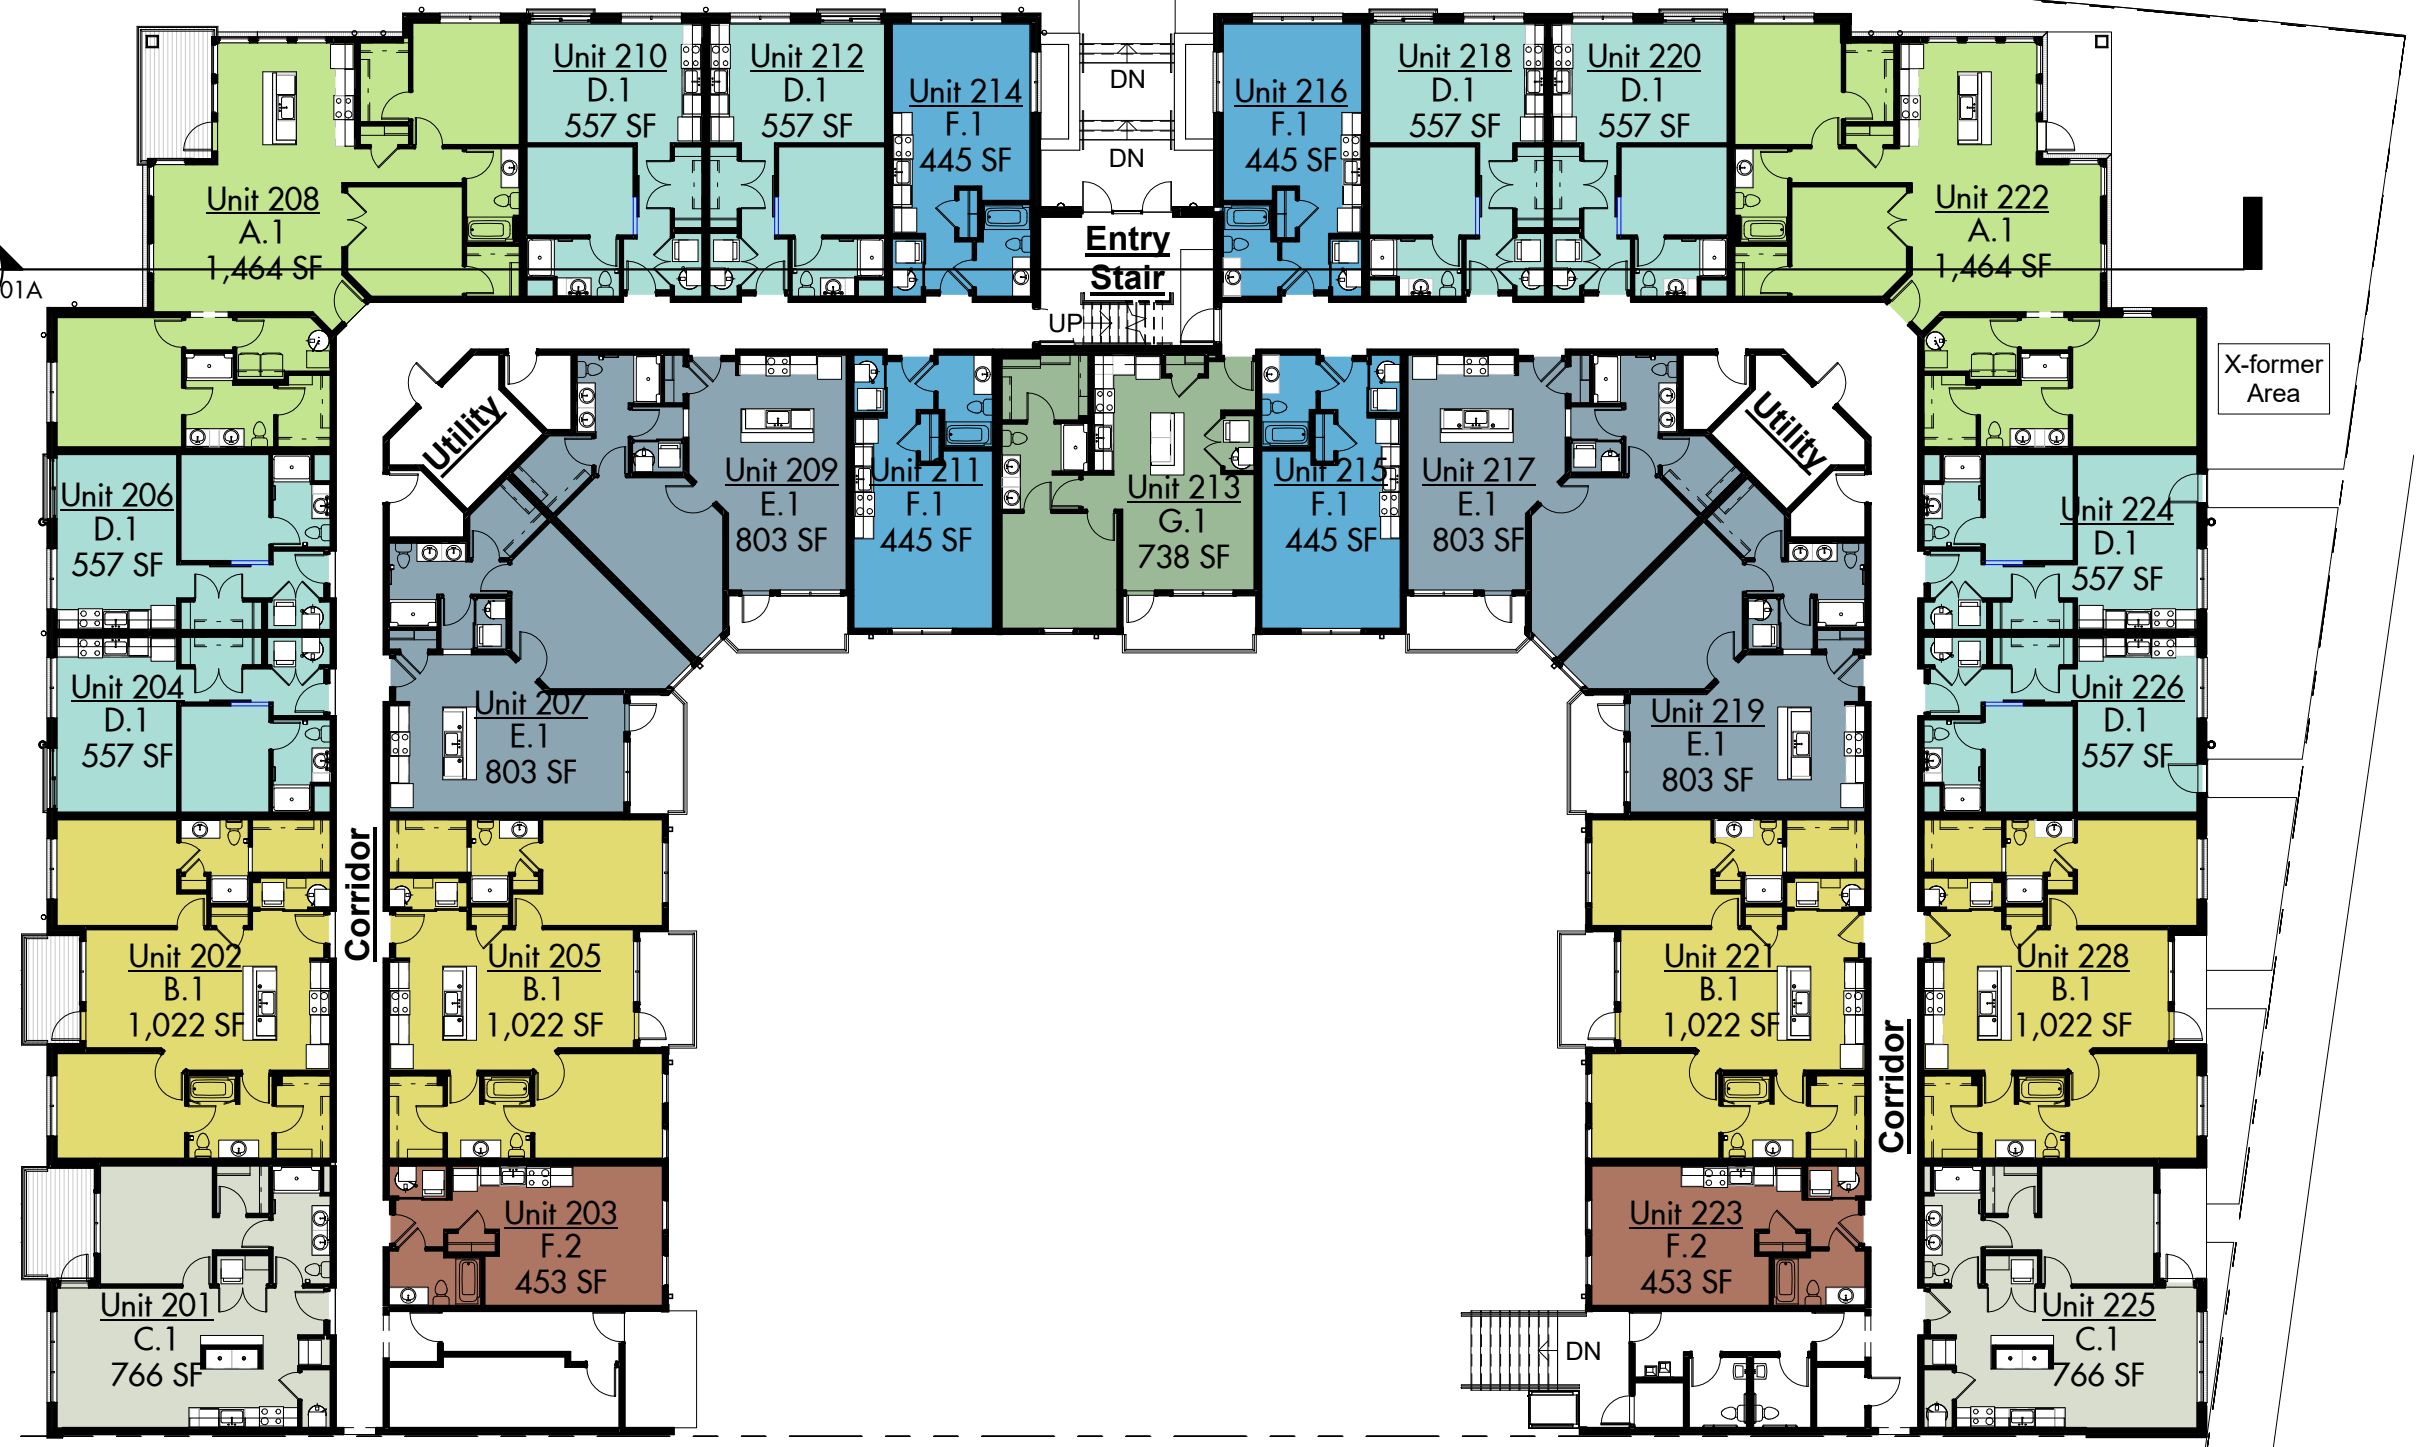 Unit 210
D.1
557 SF
Unit 212
D.1
557 SF
Unit 214
F.1
445 SF
DN
DN
Unit 216
F.1
445 SF
Unit 218
D.1
557 SF
Unit 220
D.1
557 SF
Unit 208
A.1
1,464 SF
Entry
Stair
UP
Unit 222
A.1
1,464 SF
01A
X-former
Area
Utility
Utility
Unit 206
D.1
557 SF
Unit 209
E.1
803 SF
Unit 211
F.1
445 SF
Unit 213
G.1
738 SF
Unit 215
F.1
445 SF
Unit 217
E.1
803 SF
Unit 224
D.1
557 SF
Unit 204
D.1
557 SF
Unit 207
E.1
803 SF
Unit 219
E.1
803 SF
Unit 226
D.1
557 SF
Corridor
Unit 202
B.1
1,022 SF
Unit 205
B.1
1,022 SF
Unit 221
B.1
1,022 SF
Unit 228
B.1
1,022 SF
Corridor
Unit 203
F.2
453 SF
Unit 223
F.2
453 SF
Unit 201
C.1
766 SF
DN
Unit 225
C.1
766 SF